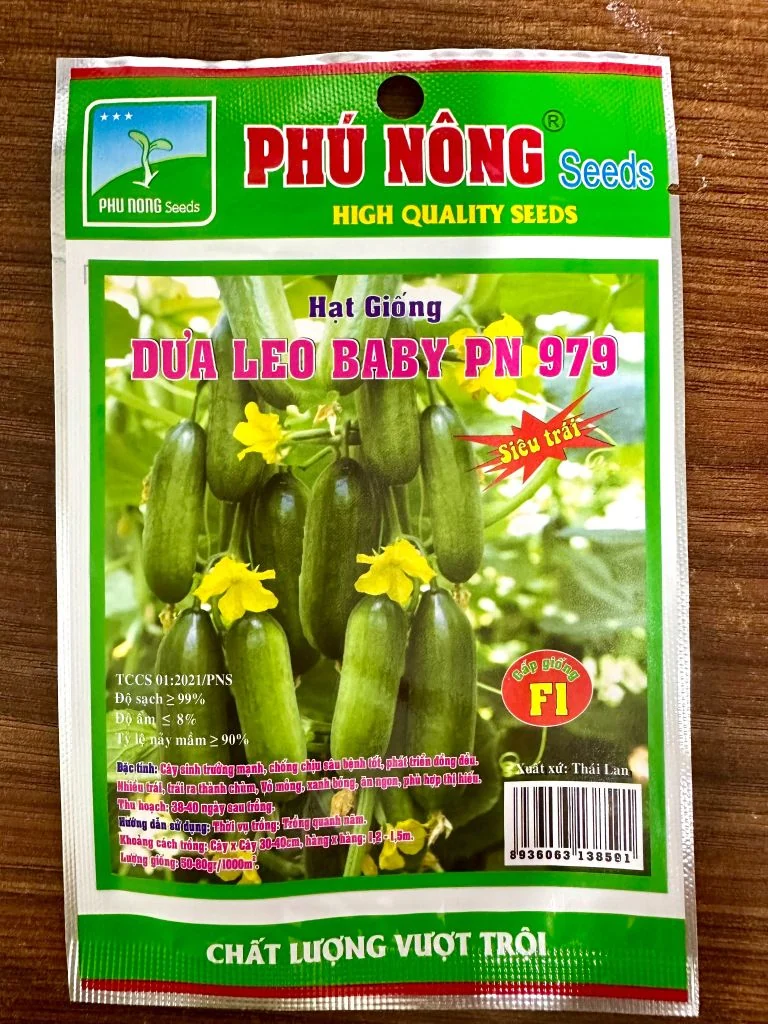 PHÚ NÔNG® Seeds
PHU NONG Seeds
HIGH QUALITY SEEDS
Hạt Giống
DƯA LEO BABY PN 979
Siêu trái
TCCS 01:2021/PNS
Độ sạch ≥ 99%
Độ ẩm ≤ 8%
Tỷ lệ nảy mầm ≥ 90%
Cấp giống
F1
Đặc tính: Cây sinh trưởng mạnh, chống chịu sâu bệnh tốt, phát triển đồng đều.
Nhiều trái, trái ra thành chùm, Vỏ mỏng, xanh bóng, ăn ngon, phù hợp thị hiếu.
Thu hoạch: 38-40 ngày sau trồng.
Hướng dẫn sử dụng: Thời vụ trồng: Trồng quanh năm.
Khoảng cách trồng: Cây x Cây 30-40cm, hàng x hàng: 1,2 - 1,5m.
Lượng giống: 50-60gr/1000m².
Xuất xứ: Thái Lan
8936063 138591
CHẤT LƯỢNG VƯỢT TRỘI